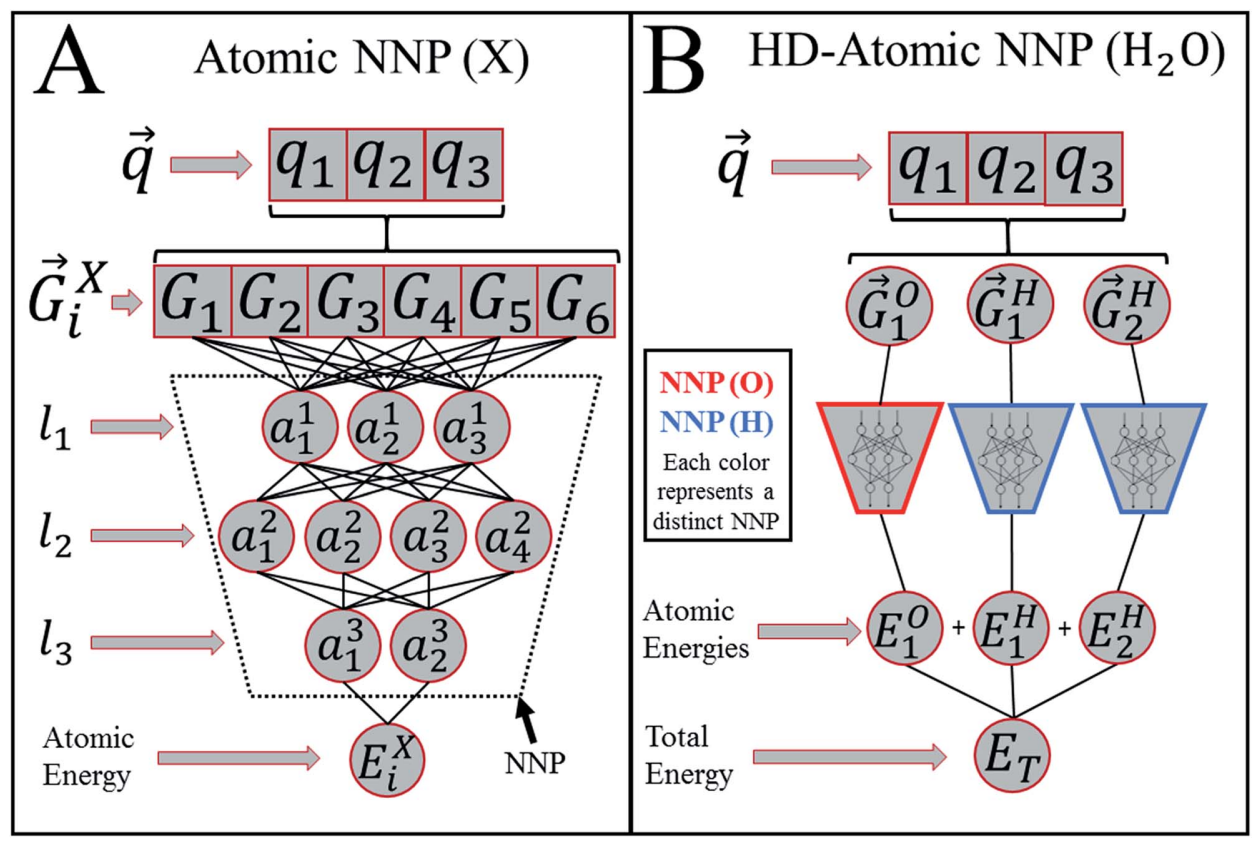 A Atomic NNP (X)
$\vec{q}$ $q_1$ $q_2$ $q_3$
$\vec{G}_i^X$ $G_1$ $G_2$ $G_3$ $G_4$ $G_5$ $G_6$
$l_1$ $a_1^1$ $a_2^1$ $a_3^1$
$l_2$ $a_1^2$ $a_2^2$ $a_3^2$ $a_4^2$
$l_3$ $a_1^3$ $a_2^3$
Atomic
Energy
$E_i^X$
NNP
B HD-Atomic NNP (H₂O)
$\vec{q}$ $q_1$ $q_2$ $q_3$
$\vec{G}_1^O$ $\vec{G}_1^H$ $\vec{G}_2^H$
NNP (O)
NNP (H)
Each color
represents a
distinct NNP
Atomic
Energies
$E_1^O$ + $E_1^H$ + $E_2^H$
Total
Energy
$E_T$